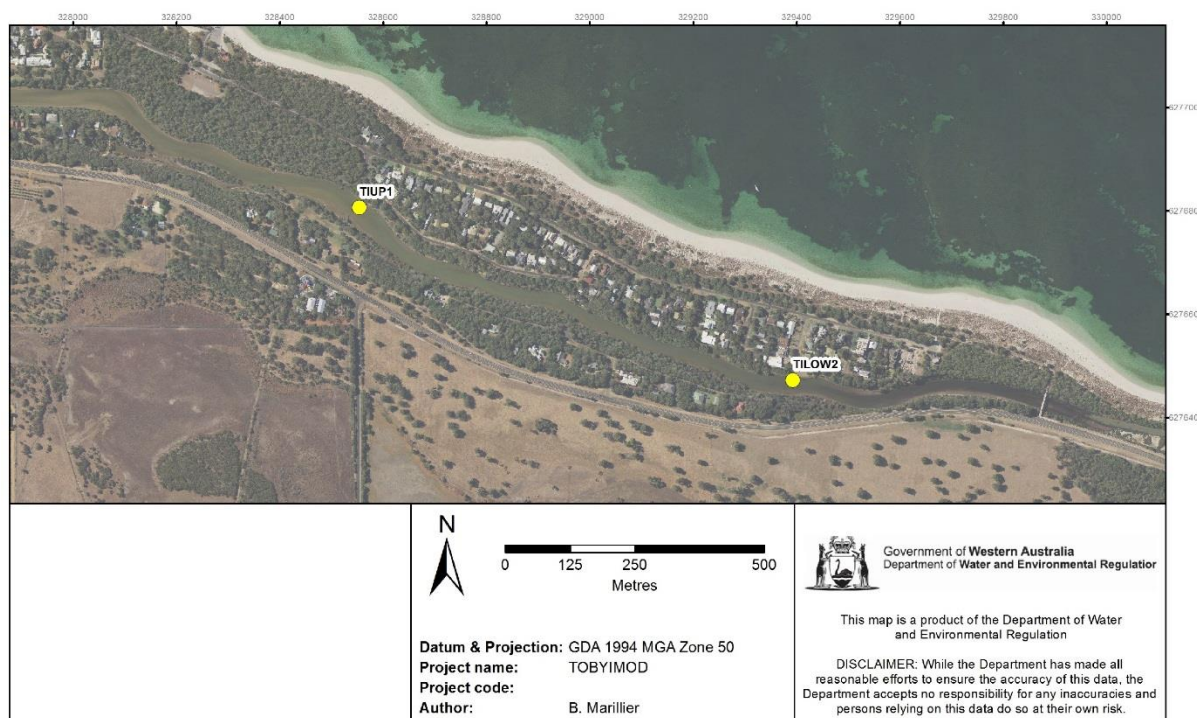 328000 328200 328400 328600 328800 329000 329200 329400 329600 329800 330000
62770
TIUP1
62768
62766
TILOW2
62764
N
0 125 250 500
Metres
Datum & Projection: GDA 1994 MGA Zone 50
Project name: TOBYIMOD
Project code:
Author: B. Marillier
Government of Western Australia
Department of Water and Environmental Regulation
This map is a product of the Department of Water
and Environmental Regulation
DISCLAIMER: While the Department has made all
reasonable efforts to ensure the accuracy of this data, the
Department accepts no responsibility for any inaccuracies and
persons relying on this data do so at their own risk.